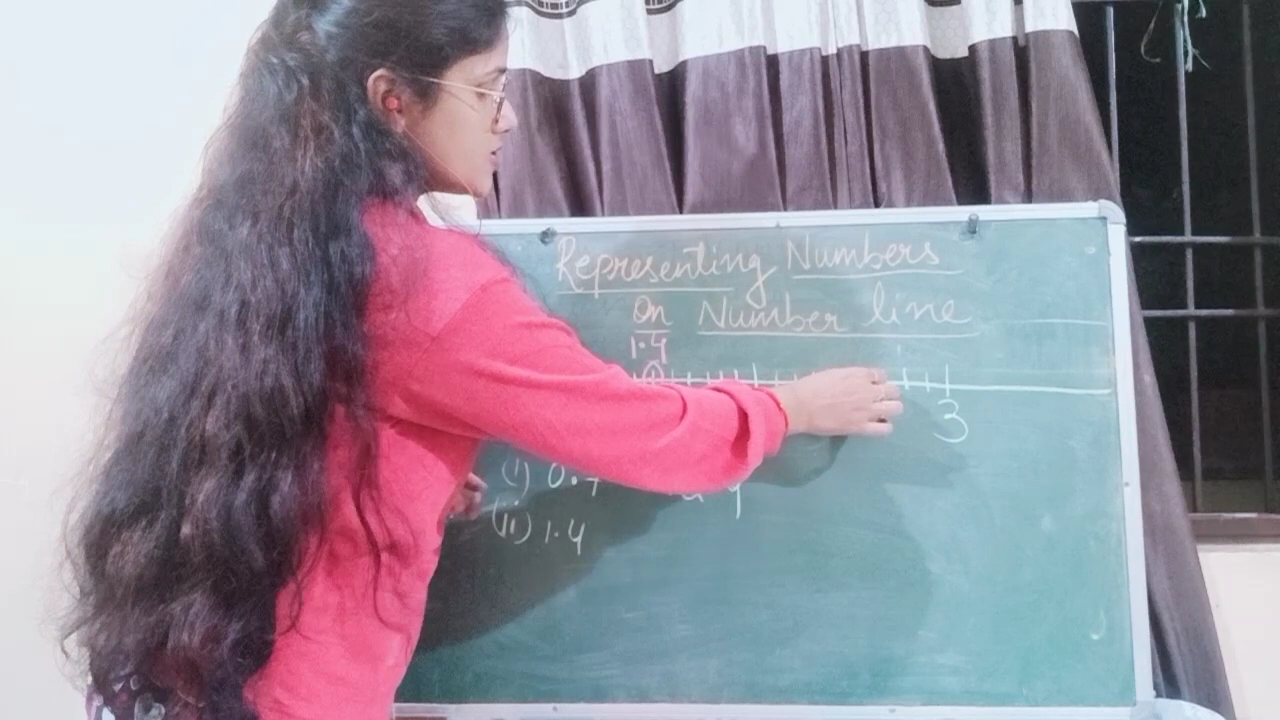 Representing Numbers
On Number line
1.4
3
(i) 0.7
(ii) 1.4